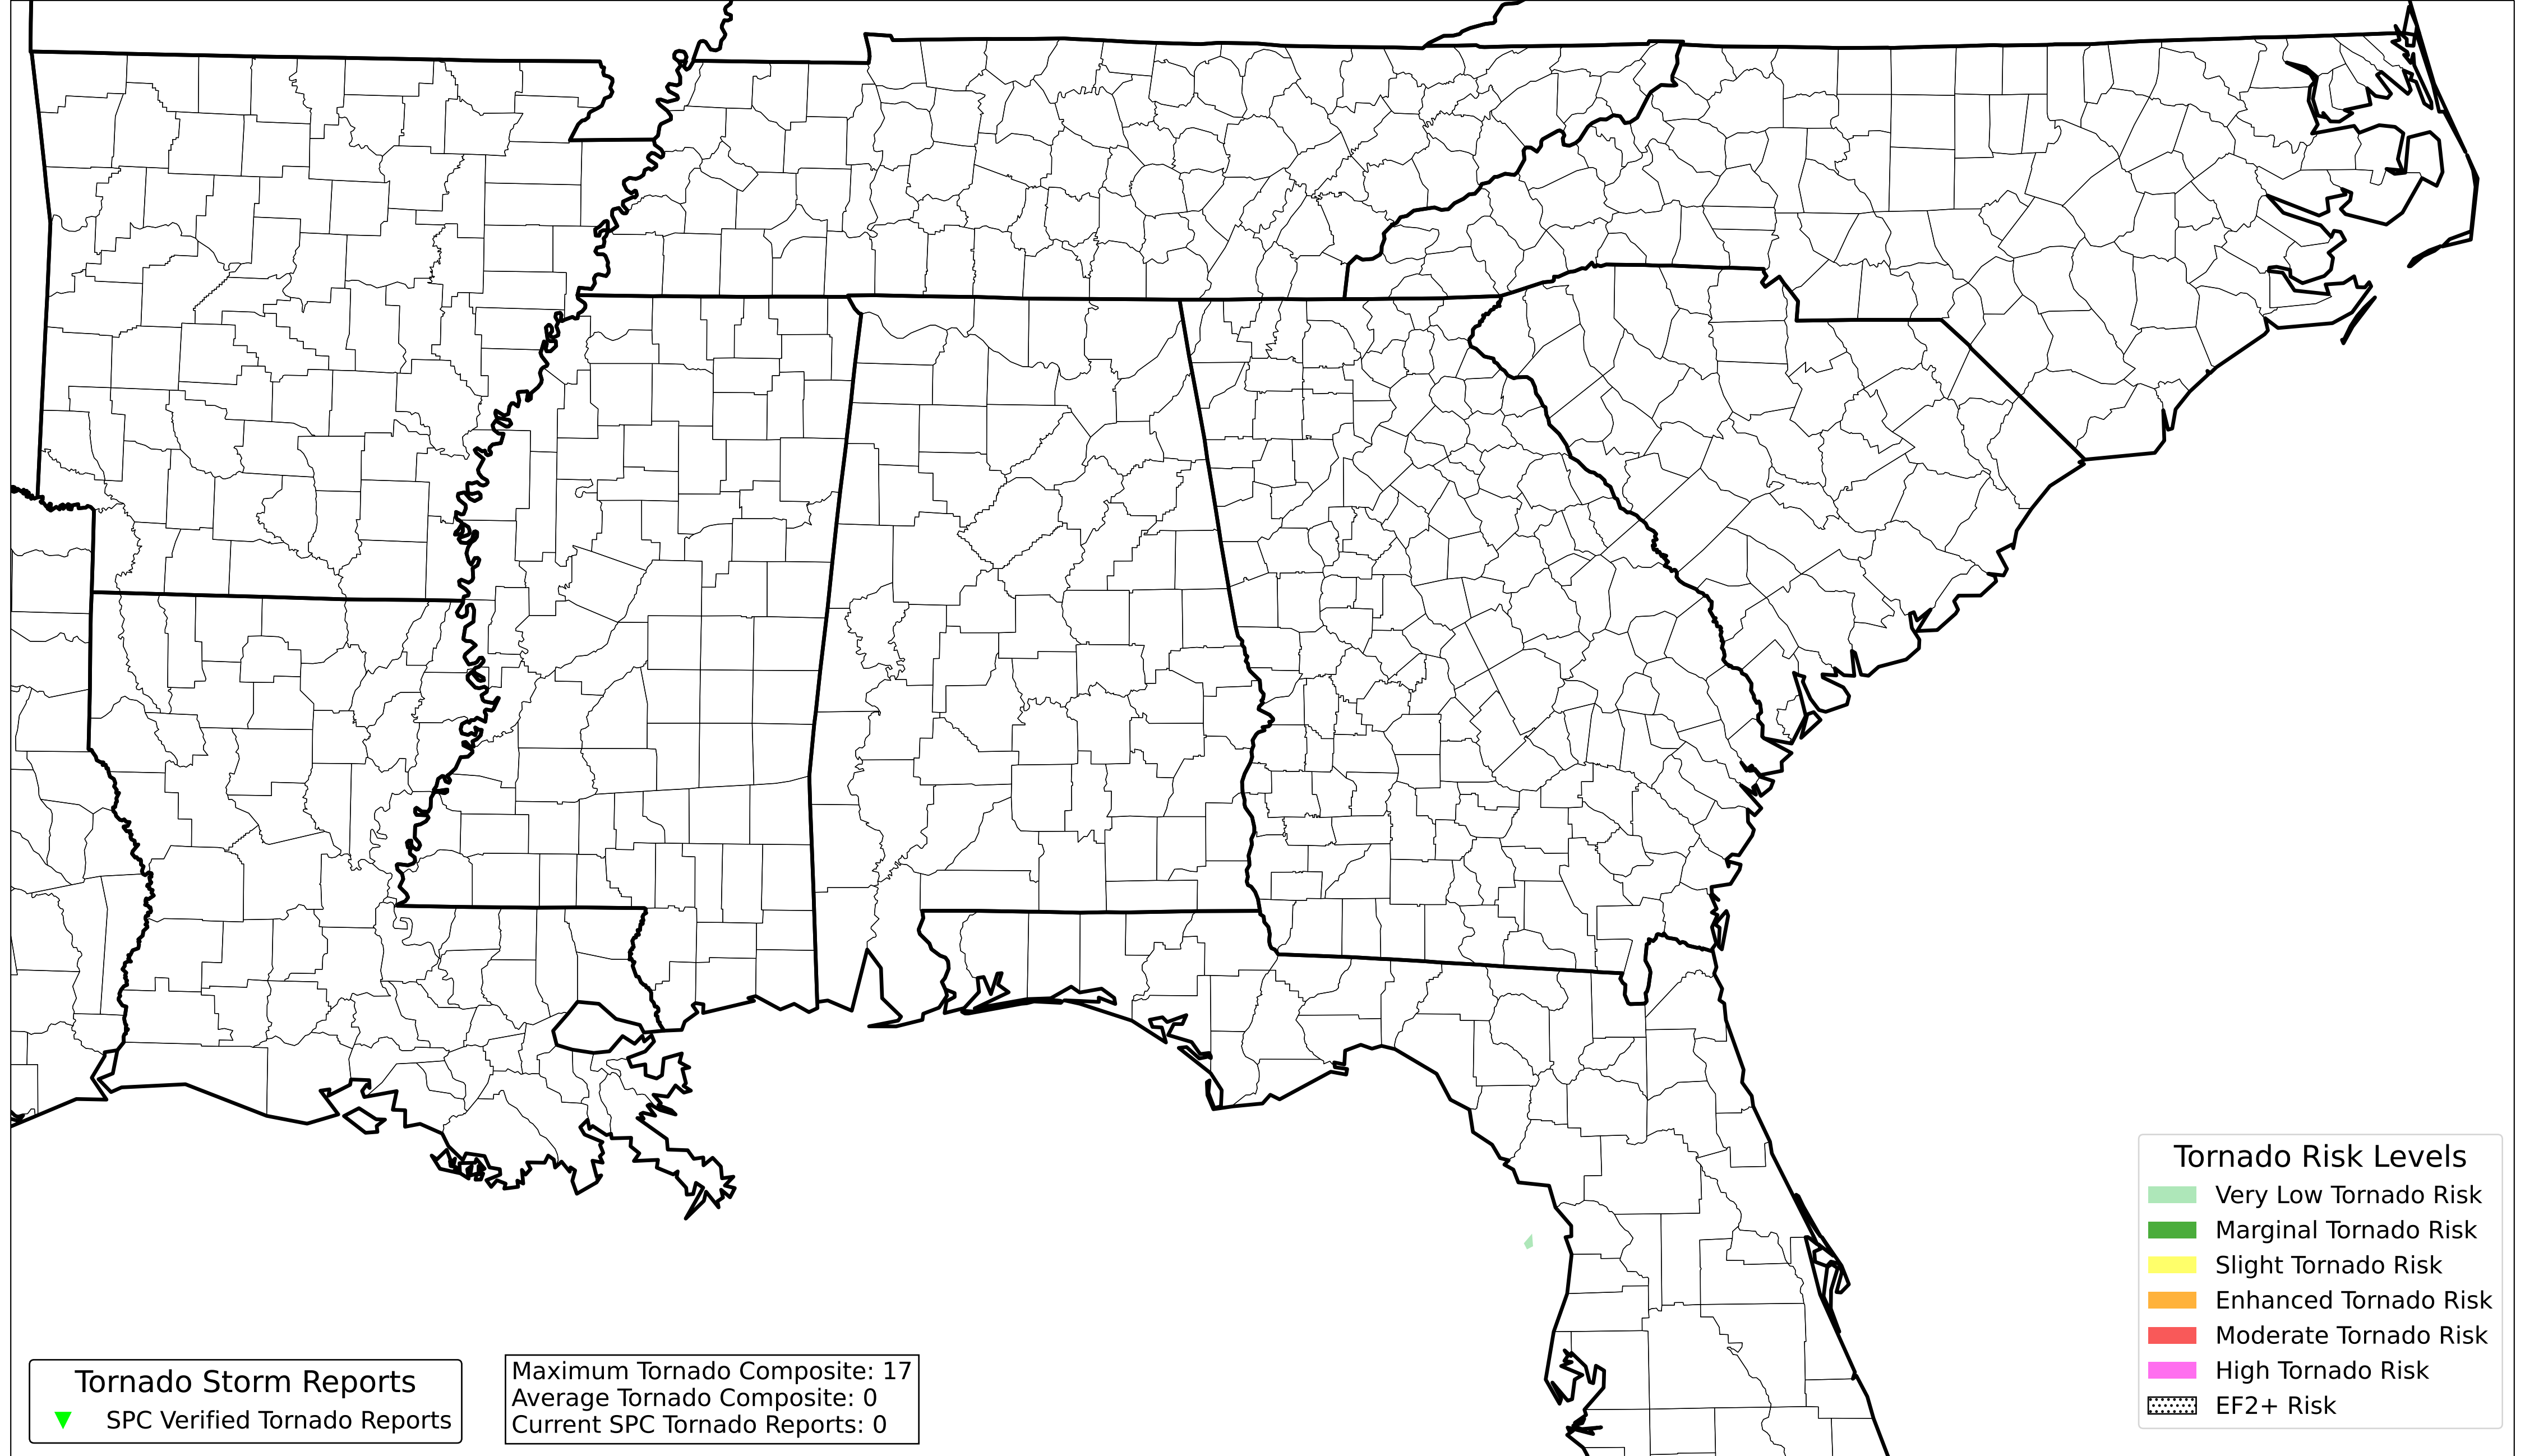 Tornado Risk Levels
Very Low Tornado Risk
Marginal Tornado Risk
Slight Tornado Risk
Enhanced Tornado Risk
Moderate Tornado Risk
High Tornado Risk
EF2+ Risk
Tornado Storm Reports
SPC Verified Tornado Reports
Maximum Tornado Composite: 17
Average Tornado Composite: 0
Current SPC Tornado Reports: 0